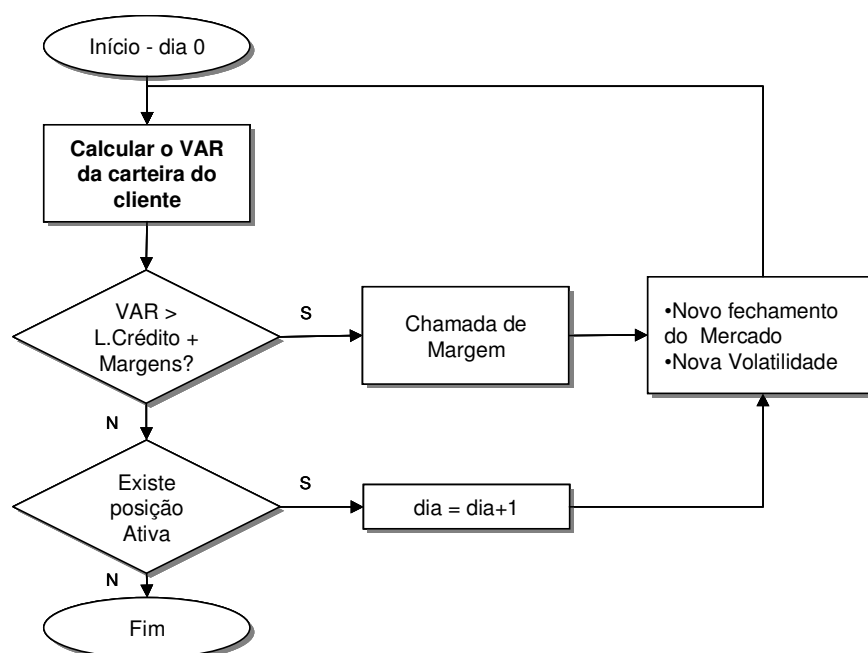 Início - dia 0
Calcular o VAR
da carteira do
cliente
VAR >
L.Crédito +
Margens?
S
Chamada de
Margem
•Novo fechamento
do Mercado
•Nova Volatilidade
N
Existe
posição
Ativa
S
dia = dia+1
N
Fim